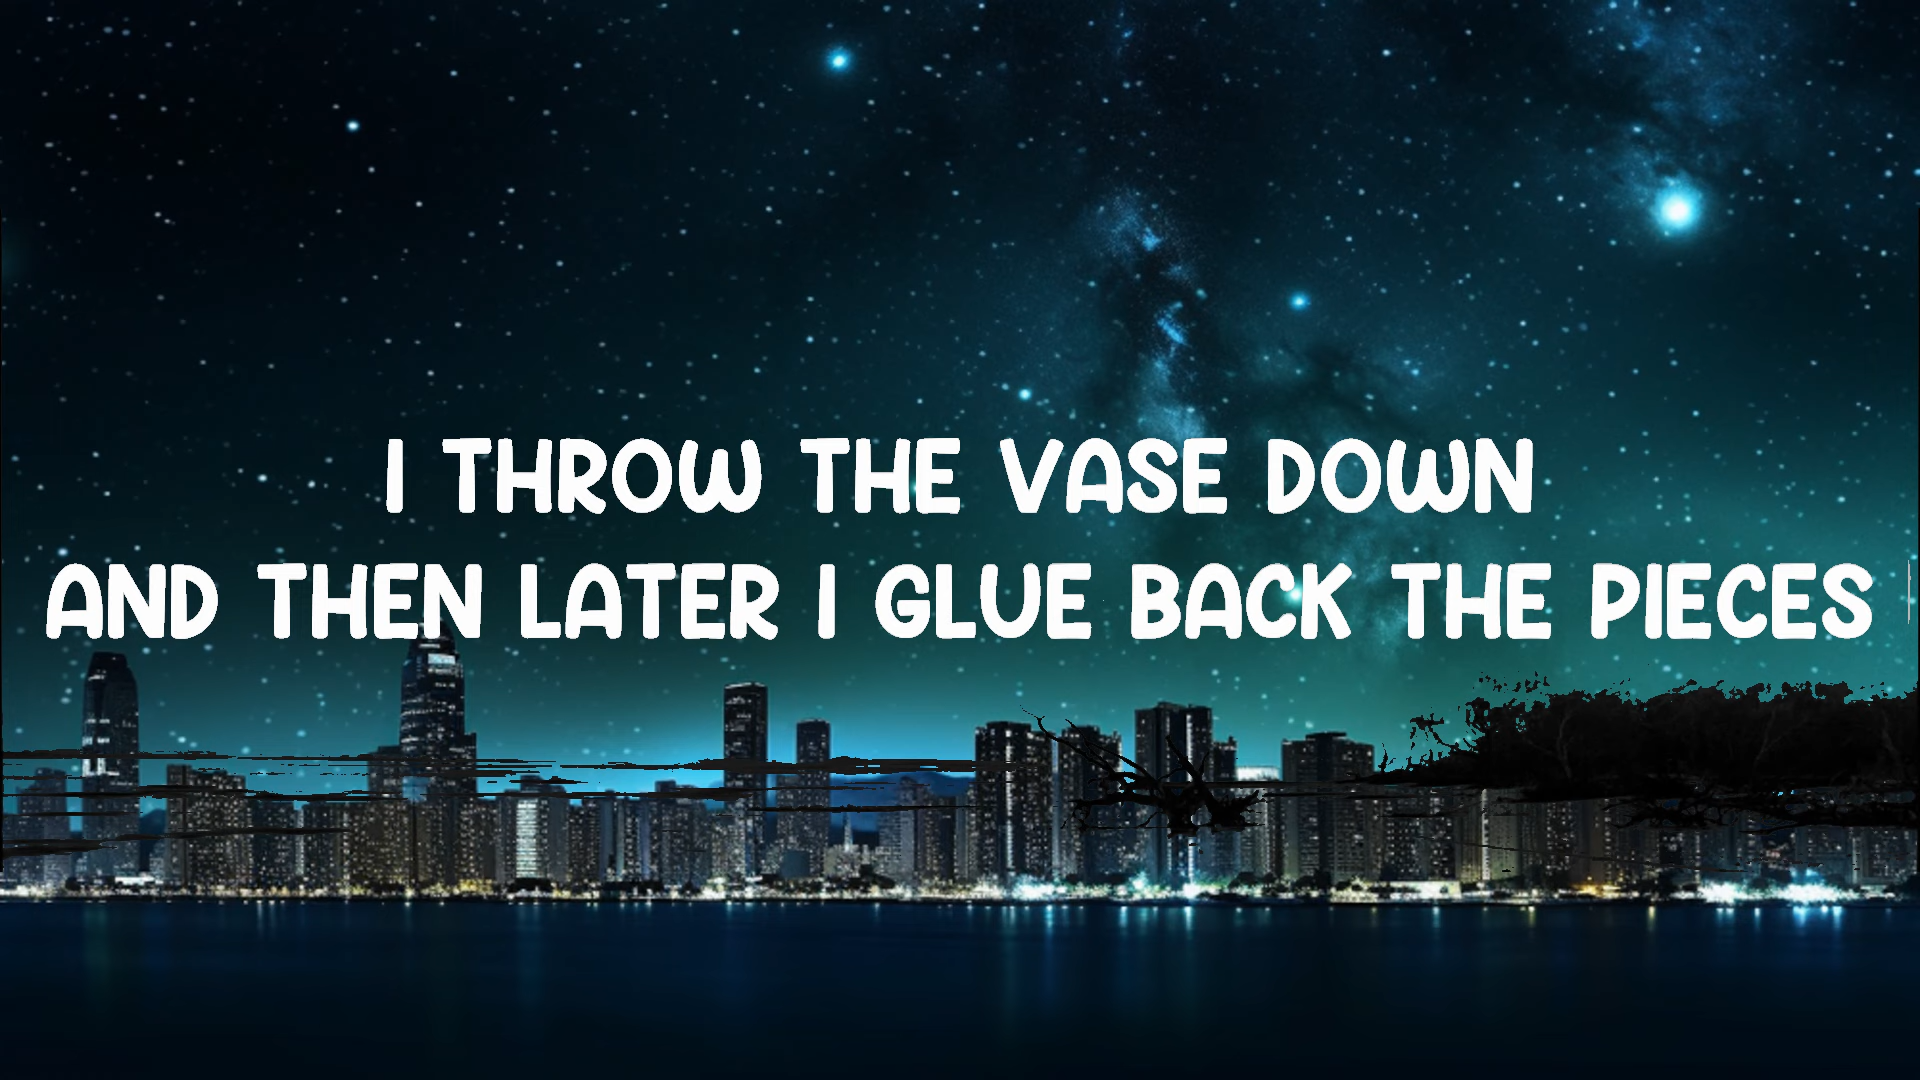 I THROW THE VASE DOWN
AND THEN LATER I GLUE BACK THE PIECES